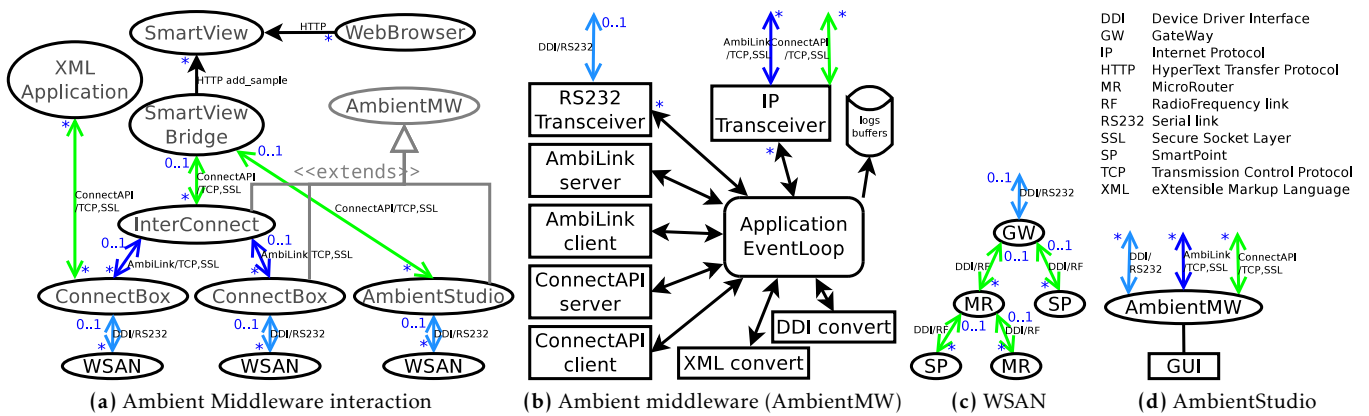 SmartView
HTTP
*
WebBrowser
*
XML
Application
HTTP add_sample
SmartView
Bridge
*
0..1
0..1
AmbientMW
<<extends>>
ConnectAPI
/TCP,SSL
ConnectAPI
/TCP,SSL
ConnectAPI/TCP,SSL
*
InterConnect
0..1
0..1
AmbiLink/TCP,SSL
AmbiLink/TCP,SSL
*
*
*
*
ConnectBox
ConnectBox
AmbientStudio
0..1
DDI/RS232
0..1
DDI/RS232
0..1
DDI/RS232
*
*
*
WSAN
WSAN
WSAN
(a) Ambient Middleware interaction
0..1
DDI/RS232
*
*
AmbiLink
/TCP,SSL
ConnectAPI
/TCP,SSL
RS232
Transceiver
*
IP
Transceiver
*
logs
buffers
AmbiLink
server
AmbiLink
client
ConnectAPI
server
ConnectAPI
client
Application
EventLoop
DDI convert
XML convert
(b) Ambient middleware (AmbientMW)
0..1
DDI/RS232
GW
0..1
0..1
DDI/RF
DDI/RF
*
*
MR
SP
0..1
0..1
DDI/RF
DDI/RF
*
*
SP
MR
(c) WSAN
DDI Device Driver Interface
GW GateWay
IP Internet Protocol
HTTP HyperText Transfer Protocol
MR MicroRouter
RF RadioFrequency link
RS232 Serial link
SSL Secure Socket Layer
SP SmartPoint
TCP Transmission Control Protocol
XML eXtensible Markup Language
*
*
*
DDI/
RS232
AmbiLink
/TCP,SSL
ConnectAPI
/TCP,SSL
AmbientMW
GUI
(d) AmbientStudio